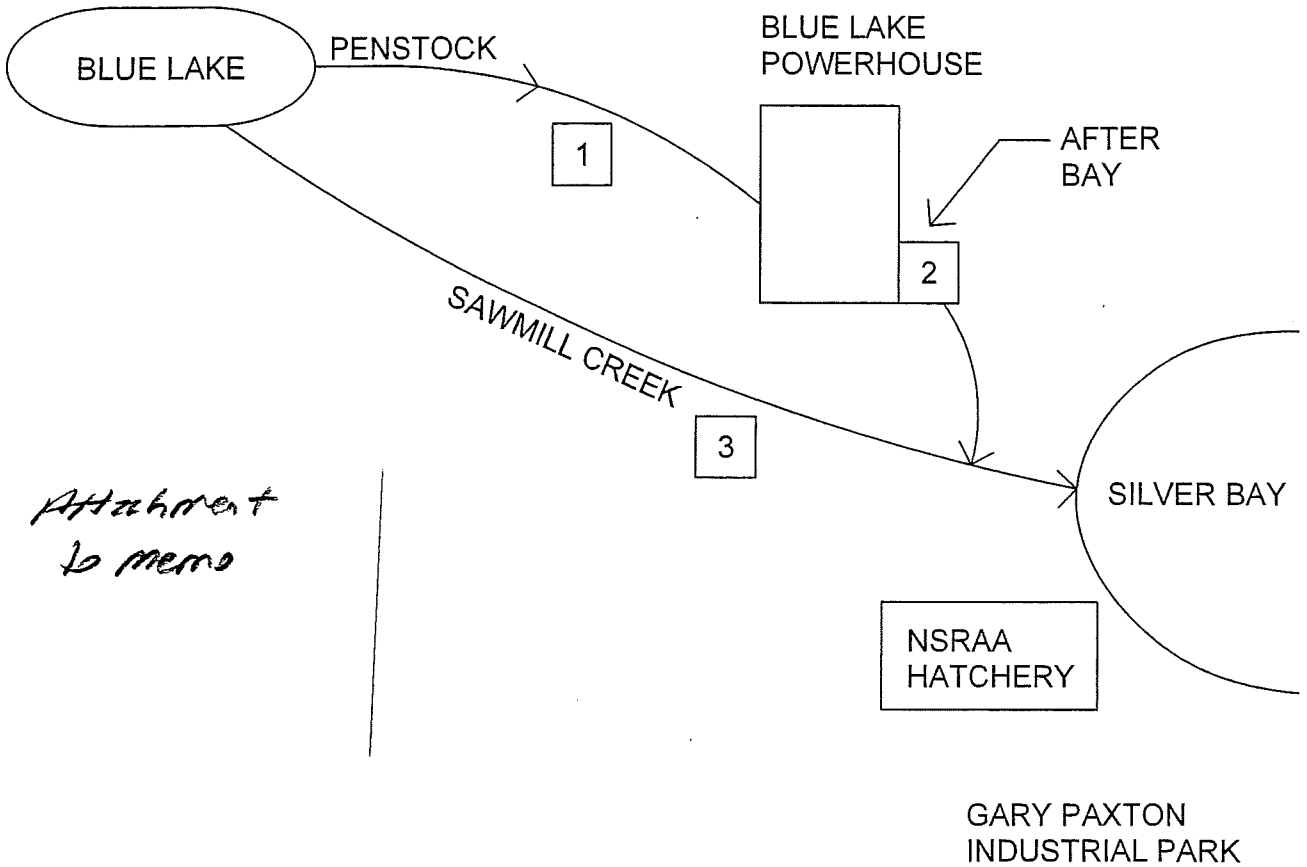 BLUE LAKE
PENSTOCK
BLUE LAKE
POWERHOUSE
1
AFTER
BAY
2
SAWMILL CREEK
3
SILVER BAY
Attachment
to memo
NSRAA
HATCHERY
GARY PAXTON
INDUSTRIAL PARK